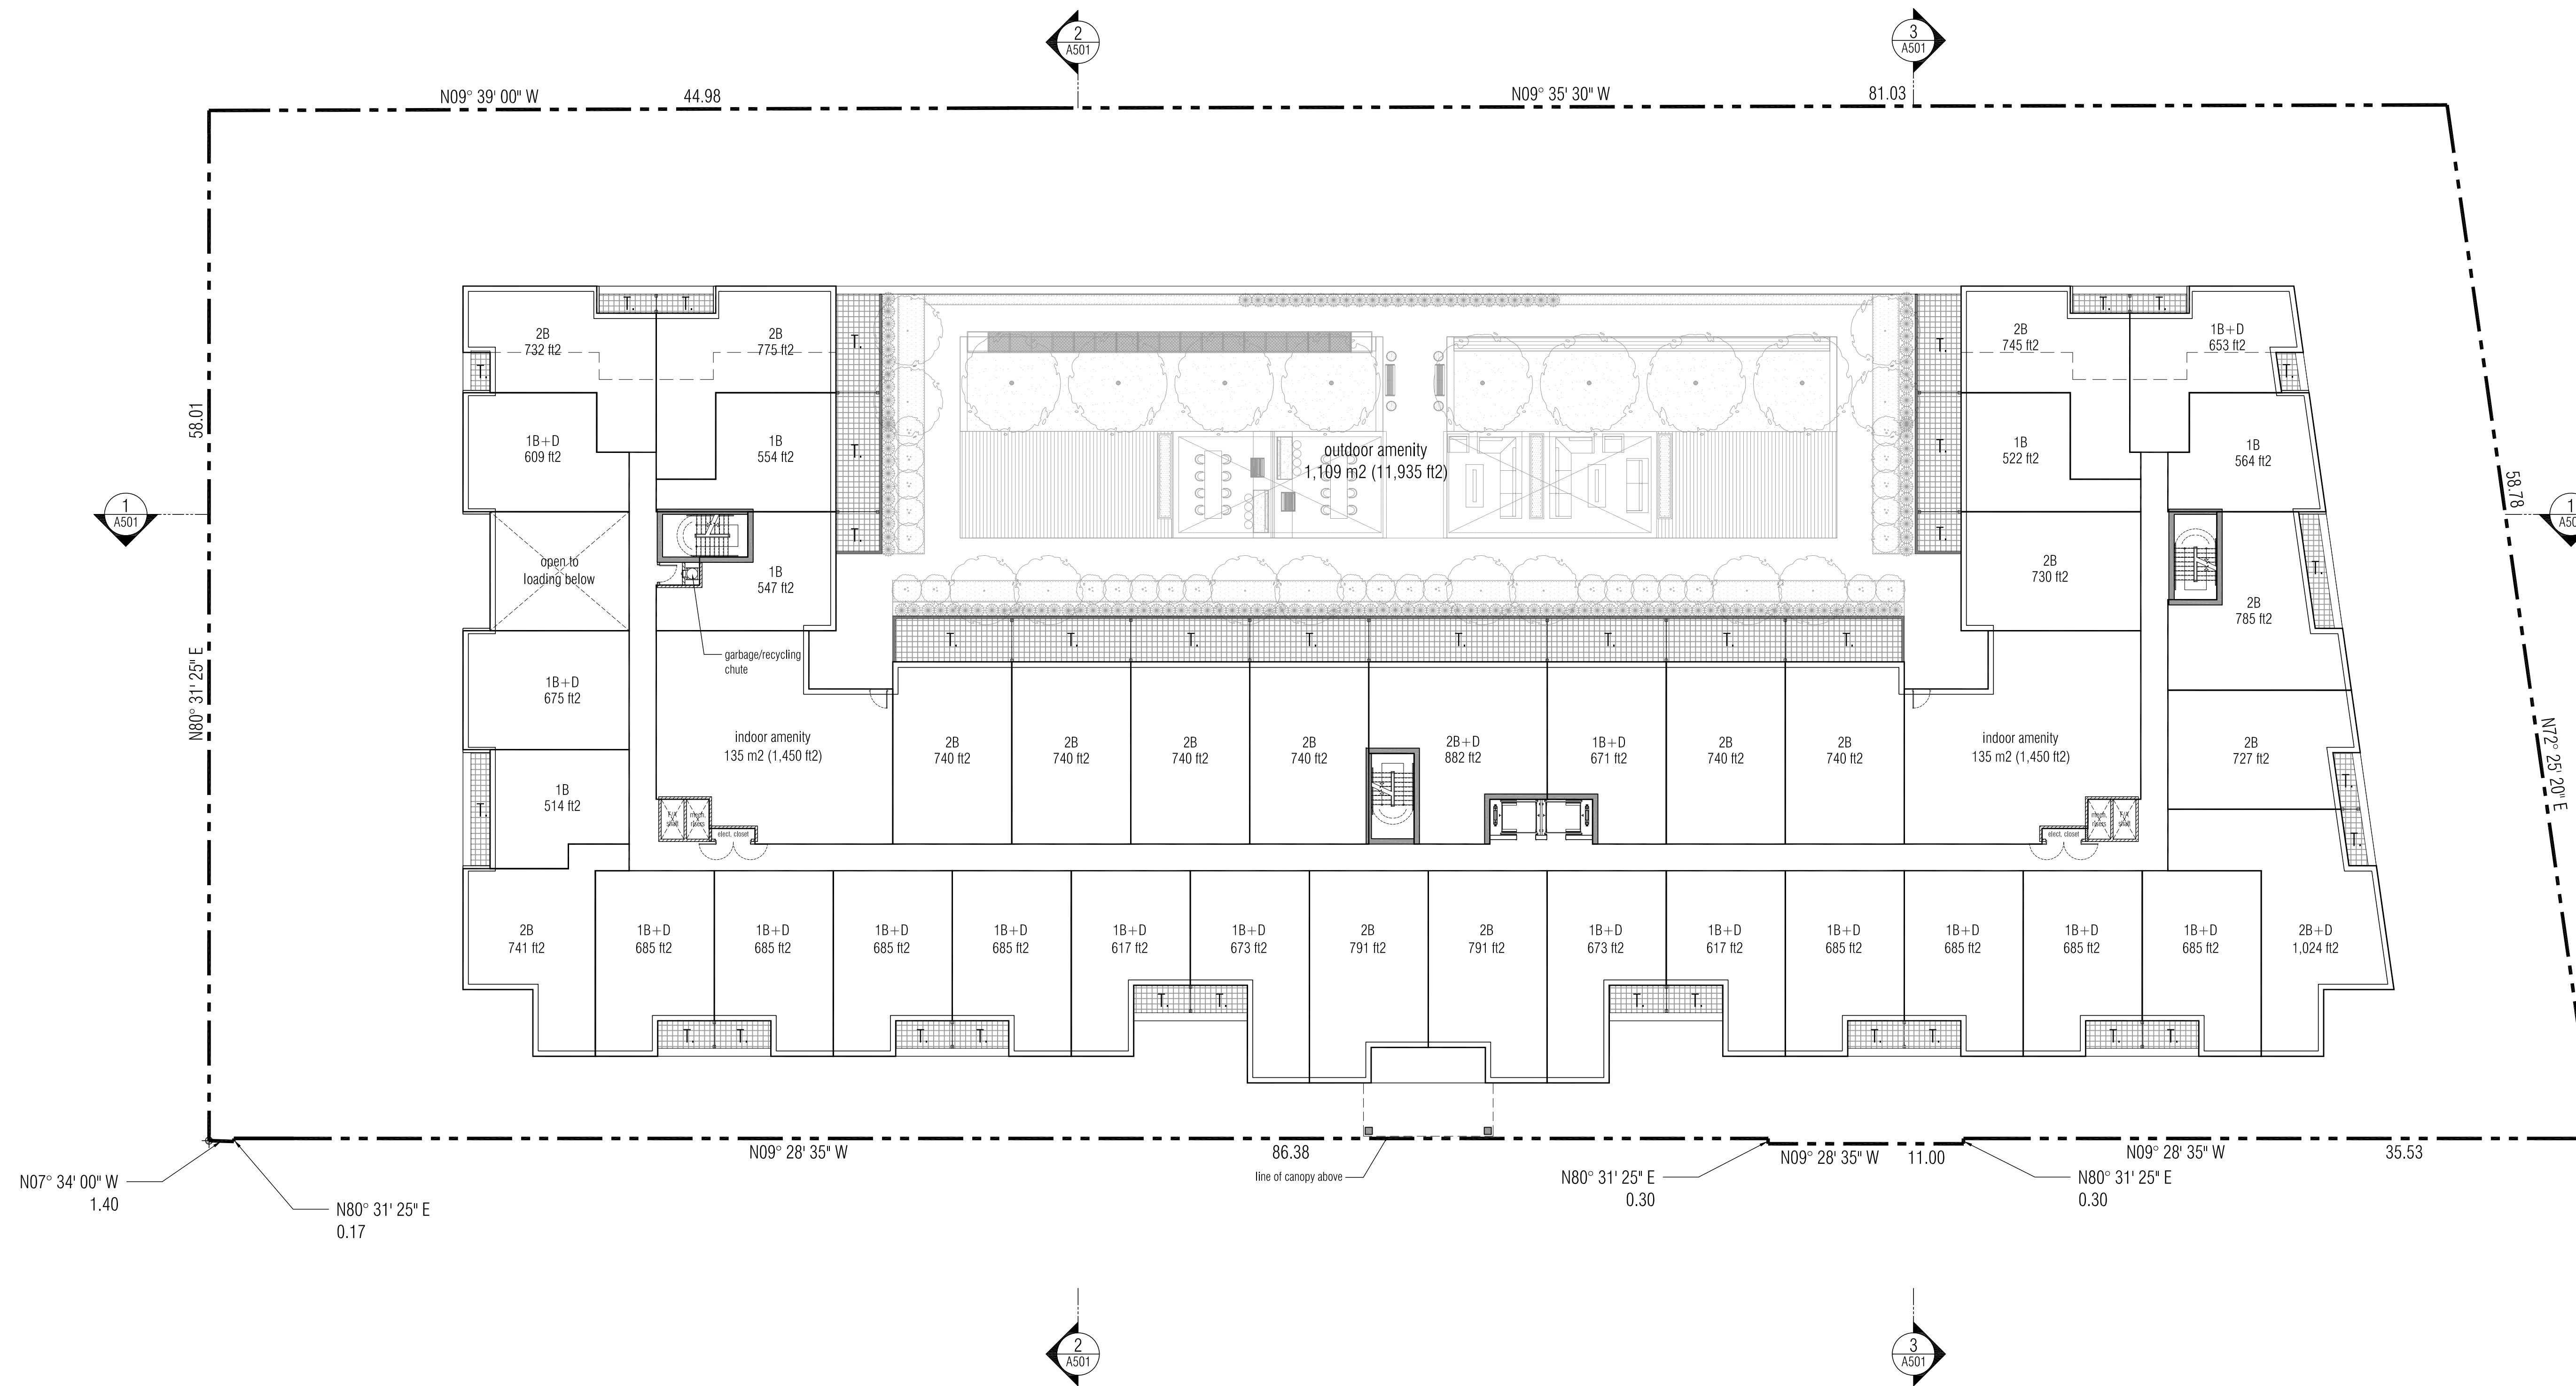 2
A501
3
A501
N09° 39' 00" W
44.98
N09° 35' 30" W
81.03
T.
T.
T.
T.
2B
732 ft2
2B
775 ft2
2B
745 ft2
1B+D
653 ft2
T.
T.
T.
T.
58.01
1B+D
609 ft2
1B
554 ft2
T.
outdoor amenity
1,109 m2 (11,935 ft2)
T.
1B
522 ft2
1B
564 ft2
58.78
1
A501
1
open to
loading below
T.
T.
1B
547 ft2
2B
730 ft2
2B
785 ft2
T.
N80° 31' 25" E
garbage/recycling
chute
T.
T.
T.
T.
T.
T.
T.
T.
1B+D
675 ft2
indoor amenity
135 m2 (1,450 ft2)
2B
740 ft2
2B
740 ft2
2B
740 ft2
2B
740 ft2
2B+D
882 ft2
1B+D
671 ft2
2B
740 ft2
2B
740 ft2
indoor amenity
135 m2 (1,450 ft2)
2B
727 ft2
N72° 25' 20" E
T.
T.
1B
514 ft2
T.
mech.
risers
elect. closet
elect. closet
mech.
risers
2B
741 ft2
1B+D
685 ft2
1B+D
685 ft2
1B+D
685 ft2
1B+D
685 ft2
1B+D
617 ft2
1B+D
673 ft2
2B
791 ft2
2B
791 ft2
1B+D
673 ft2
1B+D
617 ft2
1B+D
685 ft2
1B+D
685 ft2
1B+D
685 ft2
1B+D
685 ft2
2B+D
1,024 ft2
T.
T.
T.
T.
T.
T.
T.
T.
T.
T.
T.
T.
N09° 28' 35" W
86.38
line of canopy above
N09° 28' 35" W
11.00
N09° 28' 35" W
35.53
N07° 34' 00" W
1.40
N80° 31' 25" E
0.17
N80° 31' 25" E
0.30
N80° 31' 25" E
0.30
2
A501
3
A501